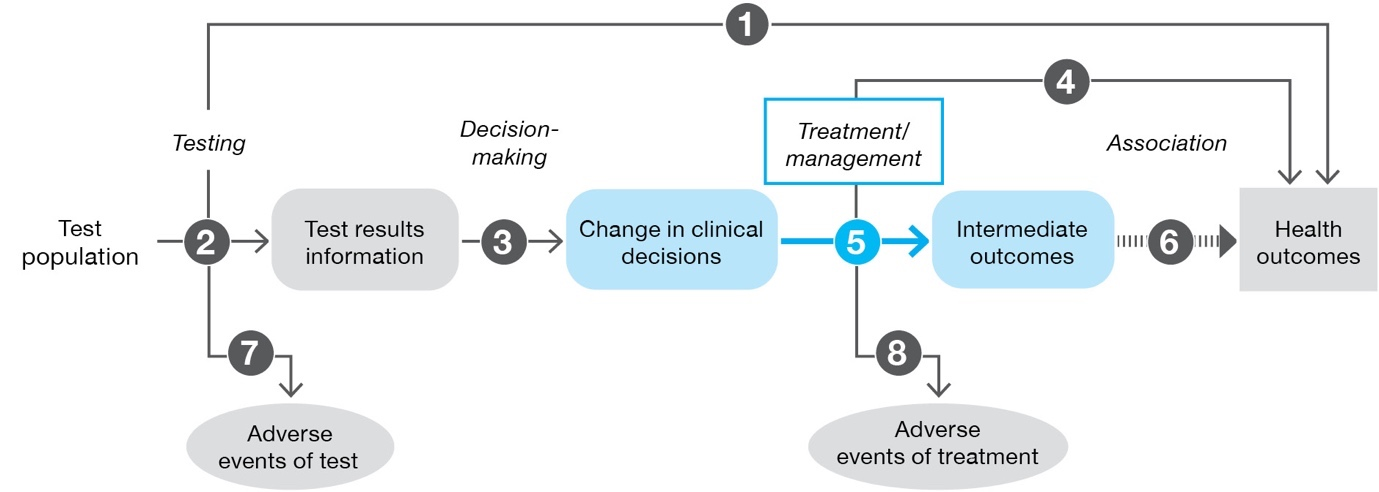 1
4
Testing
Decision-
making
Treatment/
management
Association
Test
population
2
Test results
information
3
Change in clinical
decisions
5
Intermediate
outcomes
6
Health
outcomes
7
8
Adverse
events of test
Adverse
events of treatment